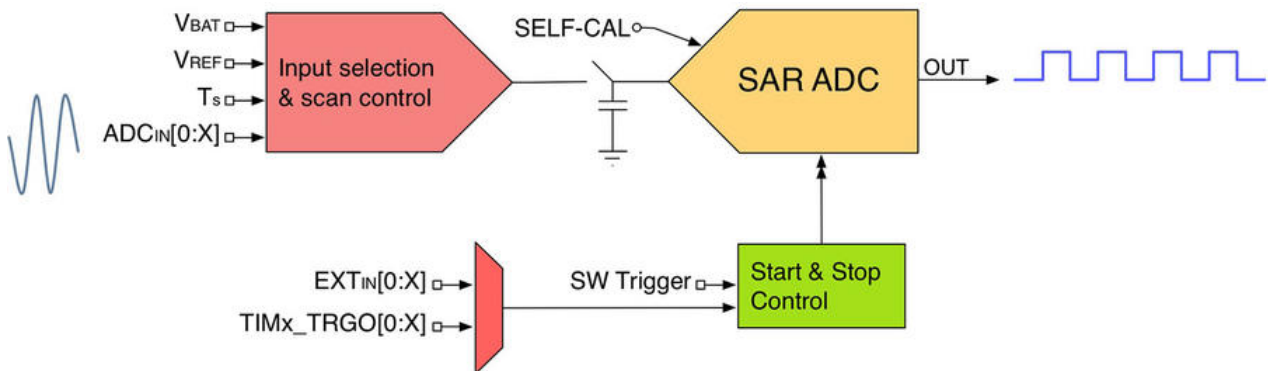 VBAT
VREF
Ts
ADCIN[0:X]
Input selection
& scan control
SELF-CAL
SAR ADC
OUT
EXTIN[0:X]
TIMx_TRGO[0:X]
SW Trigger
Start & Stop
Control